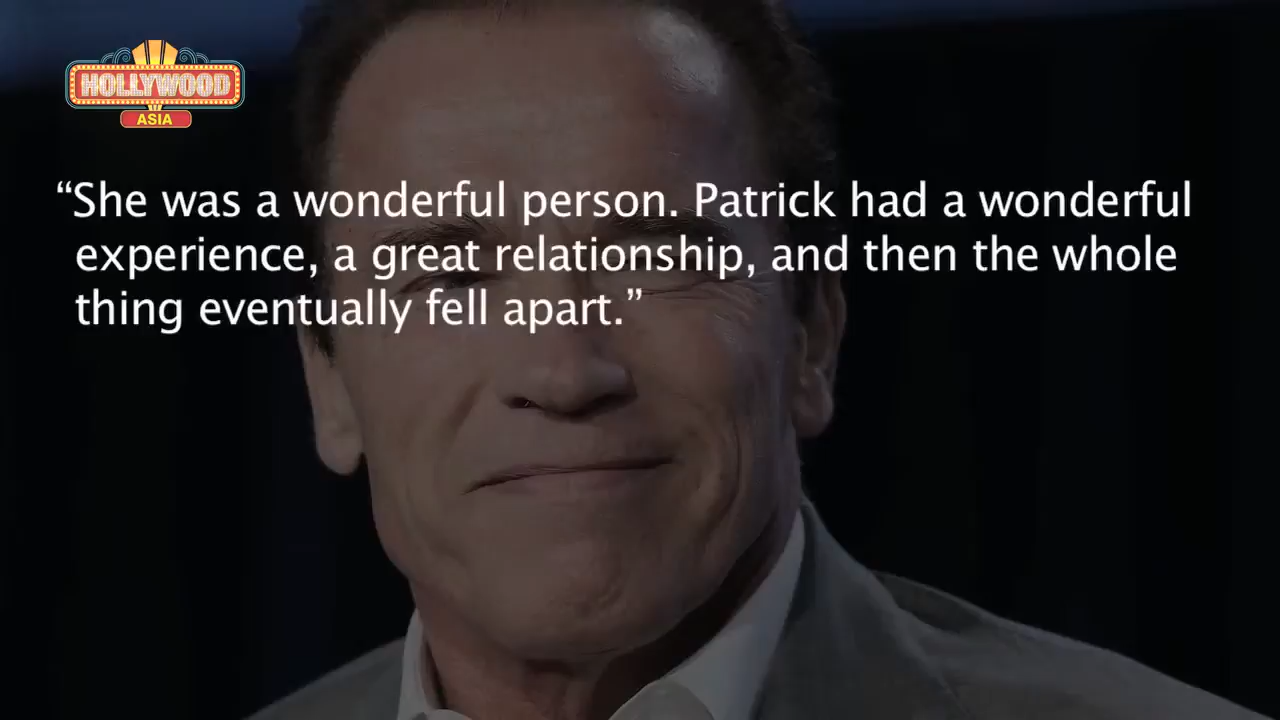 HOLLYWOOD
ASIA
“She was a wonderful person. Patrick had a wonderful
experience, a great relationship, and then the whole
thing eventually fell apart.”